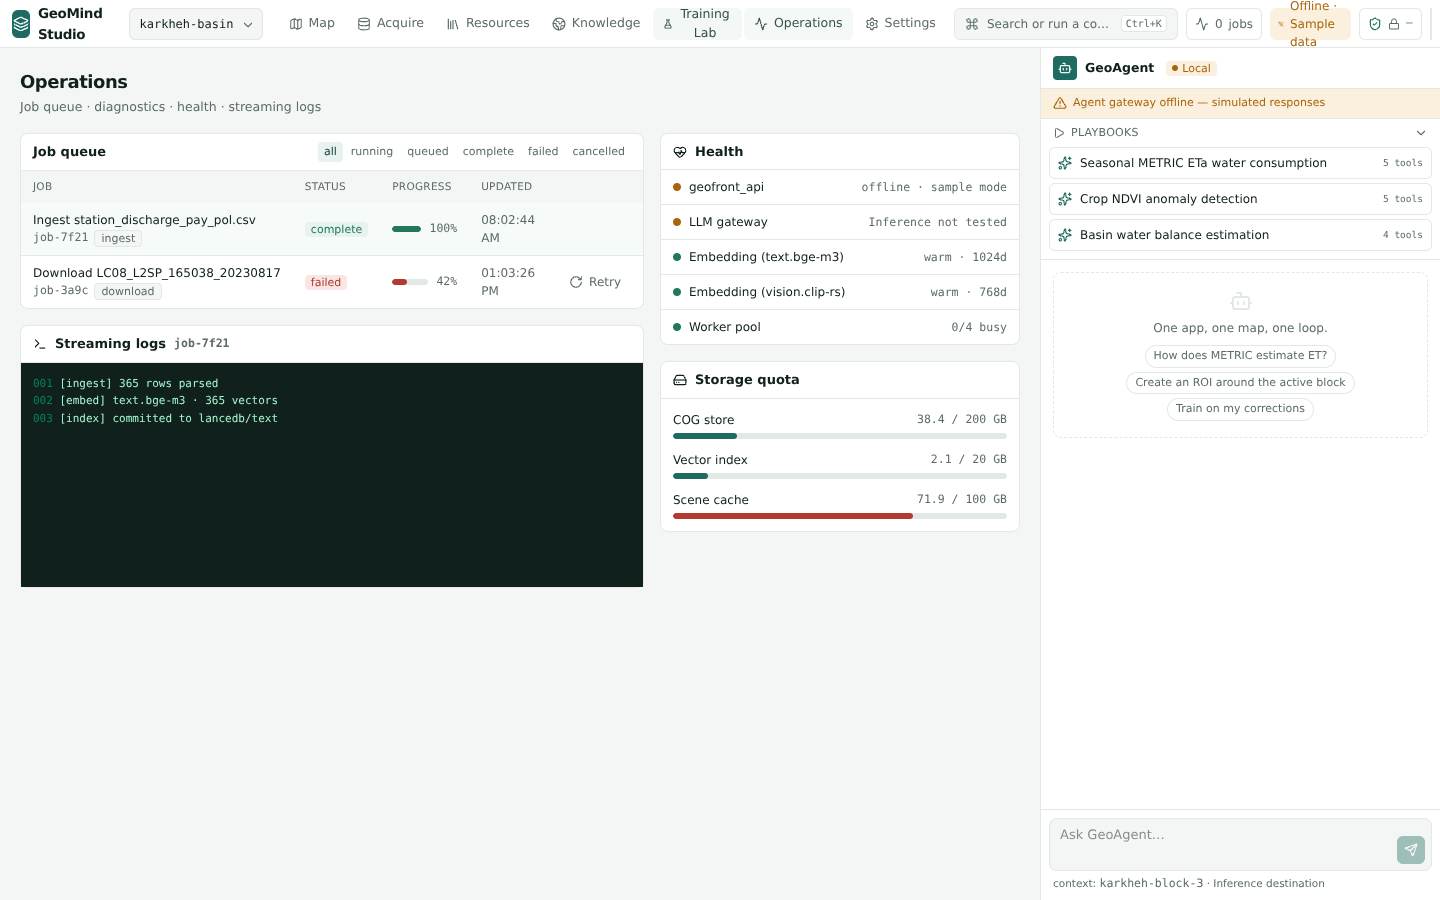 GeoMind Studio
karkheh-basin
Map
Acquire
Resources
Knowledge
Training Lab
Operations
Settings
Search or run a co…
Ctrl+K
0 jobs
Offline · Sample data
Operations
Job queue · diagnostics · health · streaming logs
Job queue
all running queued complete failed cancelled
JOB STATUS PROGRESS UPDATED
Ingest station_discharge_pay_pol.csv
job-7f21 ingest
complete
100%
08:02:44 AM
Download LC08_L2SP_165038_20230817
job-3a9c download
failed
42%
01:03:26 PM
Retry
Streaming logs job-7f21
001 [ingest] 365 rows parsed
002 [embed] text.bge-m3 · 365 vectors
003 [index] committed to lancedb/text
Health
geofront_api offline · sample mode
LLM gateway Inference not tested
Embedding (text.bge-m3) warm · 1024d
Embedding (vision.clip-rs) warm · 768d
Worker pool 0/4 busy
Storage quota
COG store 38.4 / 200 GB
Vector index 2.1 / 20 GB
Scene cache 71.9 / 100 GB
GeoAgent Local
Agent gateway offline — simulated responses
PLAYBOOKS
Seasonal METRIC ETa water consumption 5 tools
Crop NDVI anomaly detection 5 tools
Basin water balance estimation 4 tools
One app, one map, one loop.
How does METRIC estimate ET?
Create an ROI around the active block
Train on my corrections
Ask GeoAgent…
context: karkheh-block-3 · Inference destination